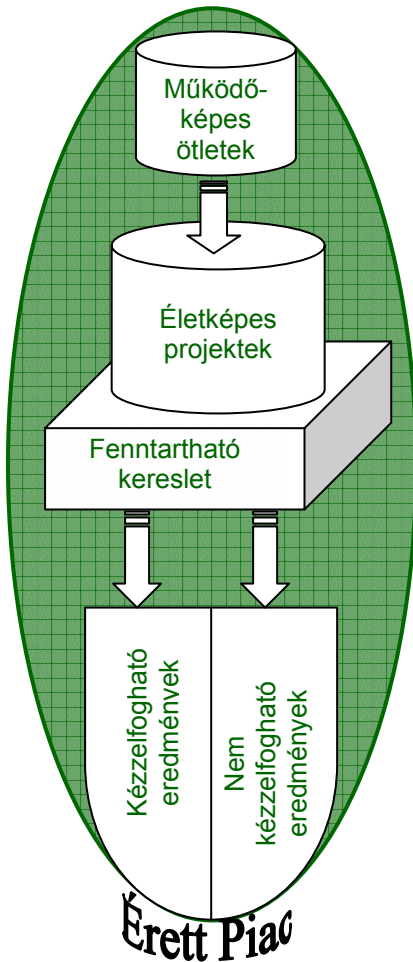 Működő-
képes
ötletek
Életképes
projektek
Fenntartható
kereslet
Kézzelfogható
eredmények
Nem
kézzelfogható
eredmények
Érett Piac